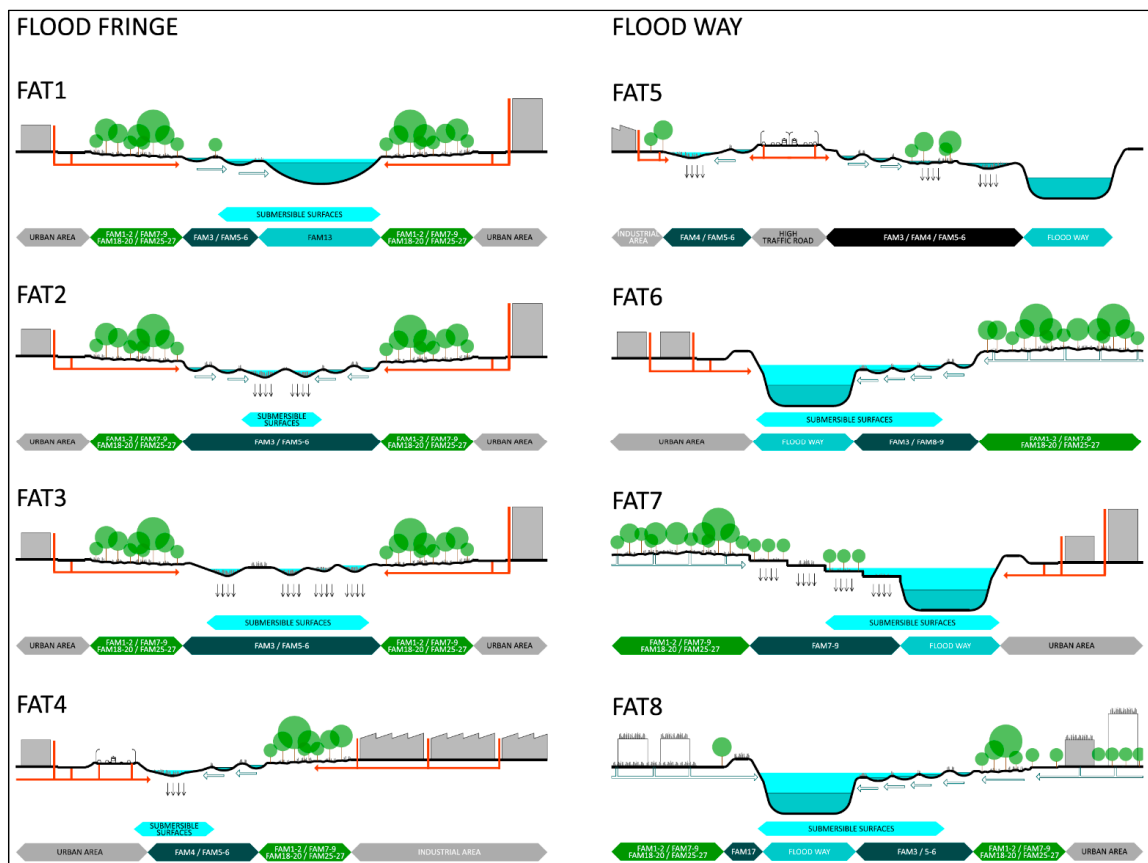 FLOOD FRINGE
FAT1
SUBMERSIBLE SURFACES
URBAN AREA
FAM1-2 / FAM7-9
FAM18-20 / FAM25-27
FAM3 / FAM5-6
FAM13
FAM1-2 / FAM7-9
FAM18-20 / FAM25-27
URBAN AREA
FAT2
SUBMERSIBLE
SURFACES
URBAN AREA
FAM1-2 / FAM7-9
FAM18-20 / FAM25-27
FAM3 / FAM5-6
FAM1-2 / FAM7-9
FAM18-20 / FAM25-27
URBAN AREA
FAT3
SUBMERSIBLE SURFACES
URBAN AREA
FAM1-2 / FAM7-9
FAM18-20 / FAM25-27
FAM3 / FAM5-6
FAM1-2 / FAM7-9
FAM18-20 / FAM25-27
URBAN AREA
FAT4
SUBMERSIBLE
SURFACES
URBAN AREA
FAM4 / FAM5-6
FAM1-2 / FAM7-9
FAM18-20 / FAM25-27
INDUSTRIAL AREA
FLOOD WAY
FAT5
INDUSTRIAL
AREA
FAM4 / FAM5-6
HIGH
TRAFFIC ROAD
FAM3 / FAM4 / FAM5-6
FLOOD WAY
FAT6
SUBMERSIBLE SURFACES
URBAN AREA
FLOOD WAY
FAM3 / FAM8-9
FAM1-2 / FAM7-9
FAM18-20 / FAM25-27
FAT7
SUBMERSIBLE SURFACES
FAM1-2 / FAM7-9
FAM18-20 / FAM25-27
FAM7-9
FLOOD WAY
URBAN AREA
FAT8
SUBMERSIBLE SURFACES
FAM1-2 / FAM7-9
FAM18-20 / FAM25-27
FAM17
FLOOD WAY
FAM3 / 5-6
FAM1-2 / FAM7-9
FAM18-20 / FAM25-27
URBAN AREA